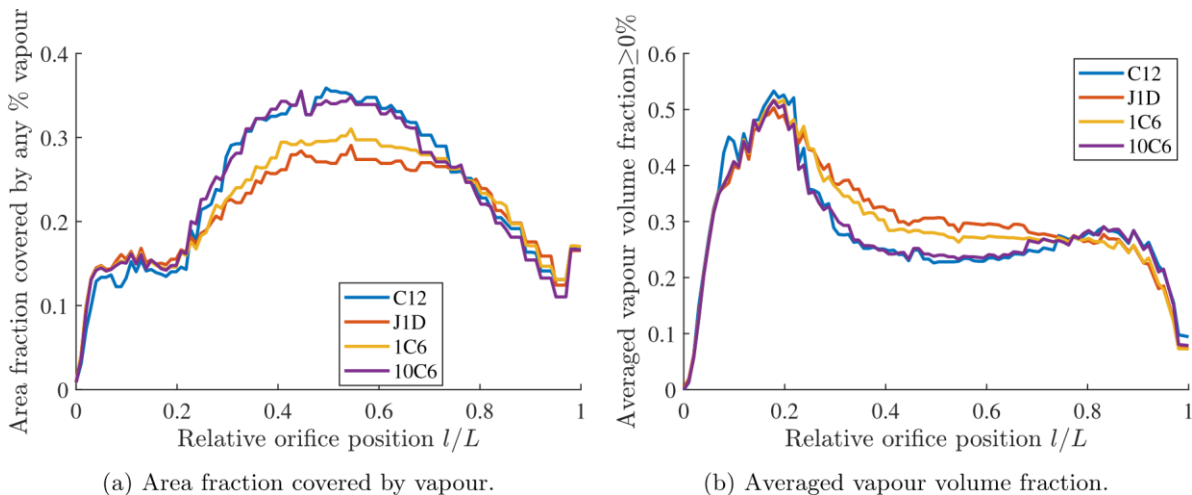 Area fraction covered by any % vapour
0.4
0.3
0.2
0.1
0
0
0.2
0.4
0.6
0.8
1
C12
J1D
1C6
10C6
Relative orifice position l/L
(a) Area fraction covered by vapour.
Averaged vapour volume fraction≥0%
0.6
0.5
0.4
0.3
0.2
0.1
0
0
0.2
0.4
0.6
0.8
1
C12
J1D
1C6
10C6
Relative orifice position l/L
(b) Averaged vapour volume fraction.